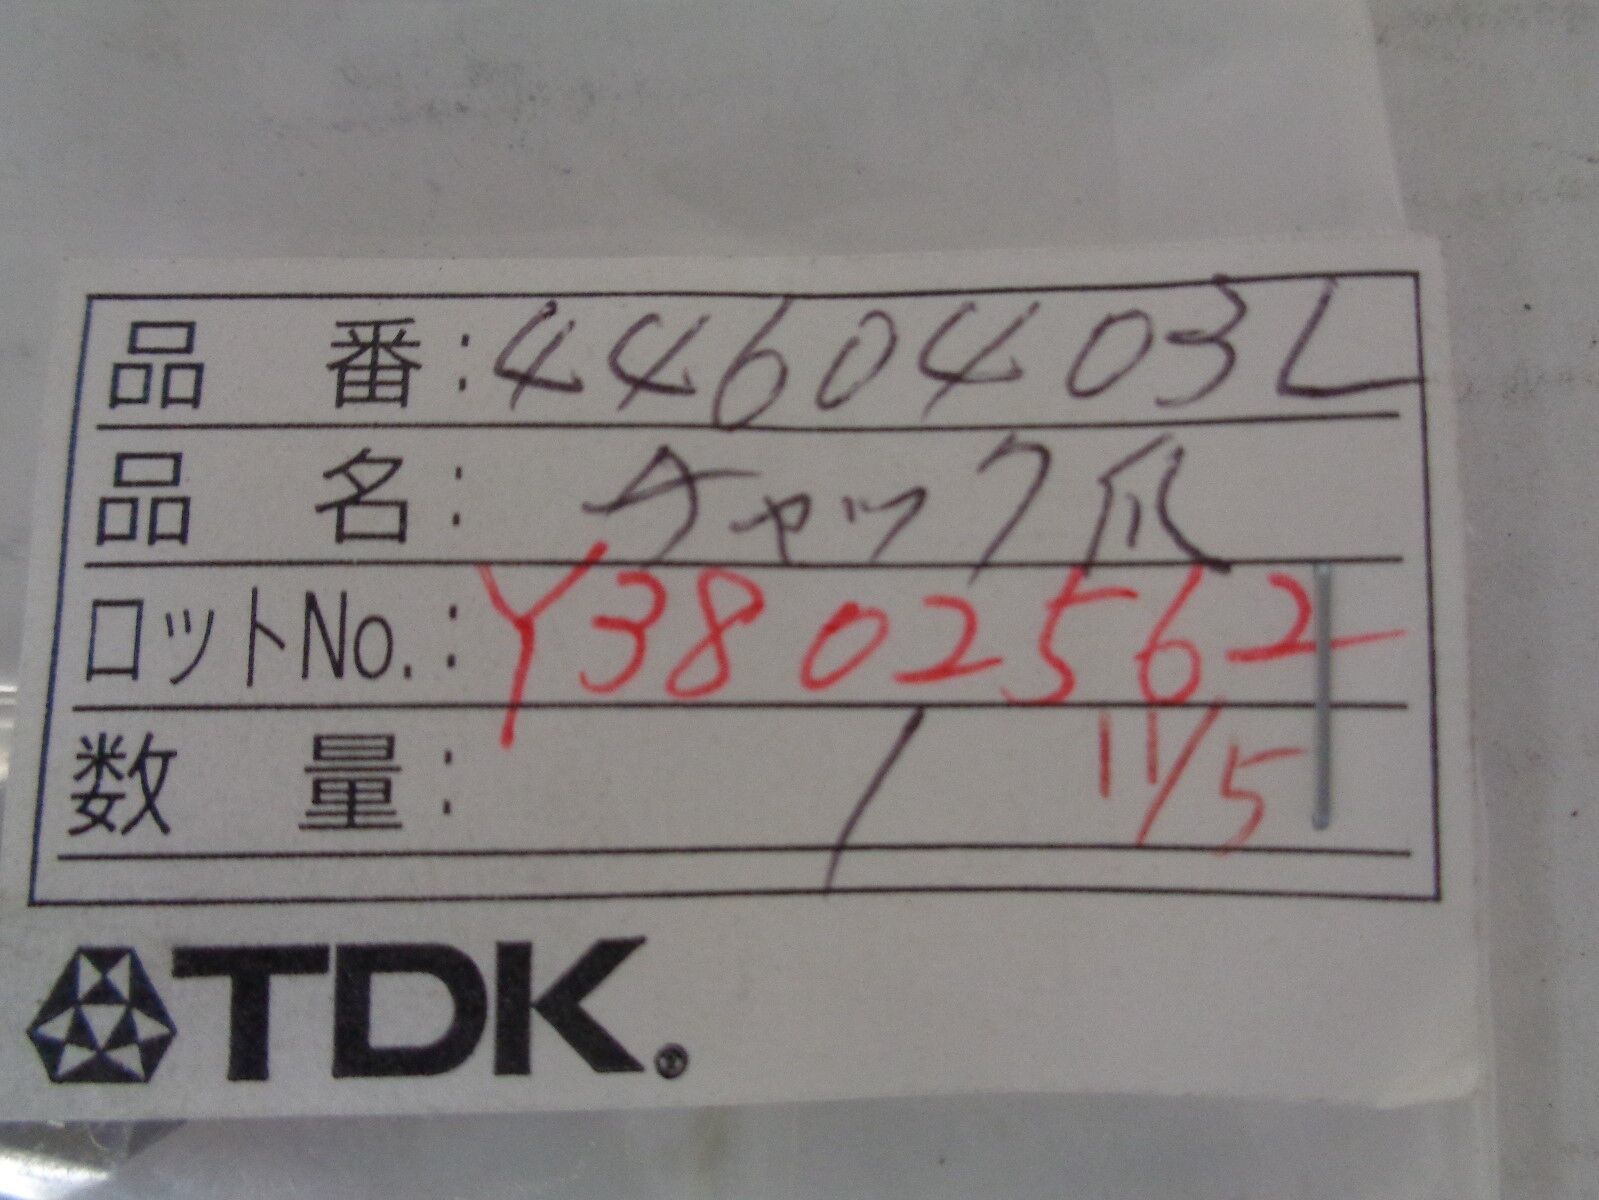 品番:4460403L
品名:チャック爪
ロットNo.:Y3802562
数量:1 11/5
TDK®